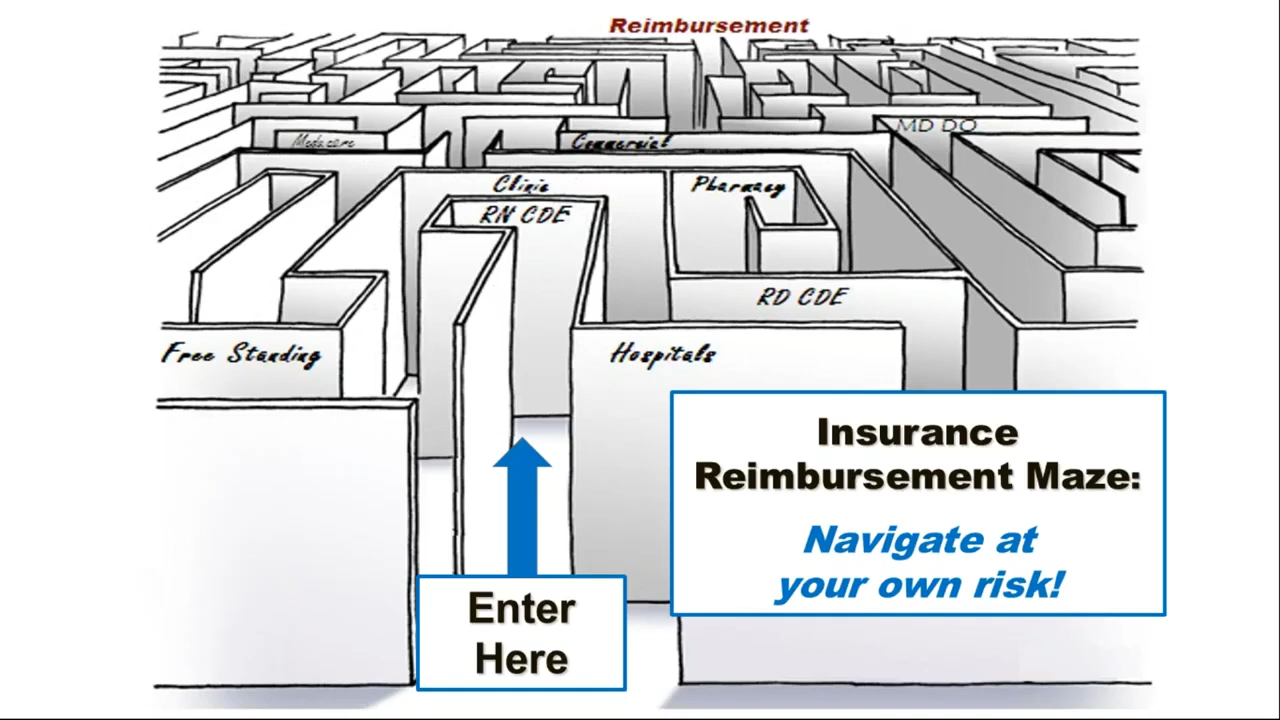 Reimbursement
MD DO
Medicare
Commercial
Clinic
Pharmacy
RN CDE
RD CDE
Free Standing
Hospitals
Insurance
Reimbursement Maze:
Navigate at
your own risk!
Enter
Here